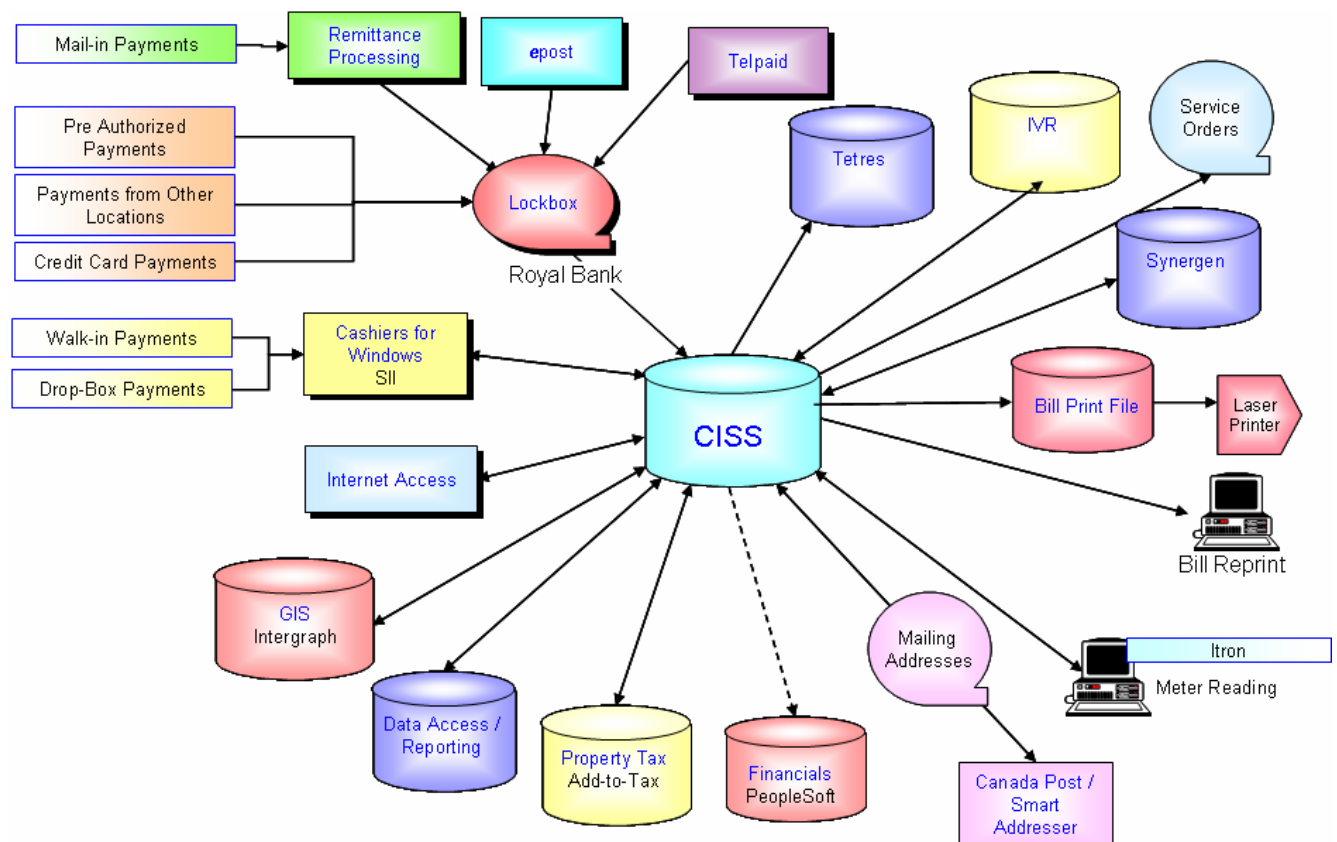 Mail-in Payments
Remittance
Processing
epost
Telpaid
Pre Authorized
Payments
Payments from Other
Locations
Credit Card Payments
Lockbox
Royal Bank
Tetres
IVR
Service
Orders
Synergen
Walk-in Payments
Drop-Box Payments
Cashiers for
Windows
SII
CISS
Bill Print File
Laser
Printer
Internet Access
Bill Reprint
GIS
Intergraph
Mailing
Addresses
Itron
Meter Reading
Data Access /
Reporting
Property Tax
Add-to-Tax
Financials
PeopleSoft
Canada Post /
Smart
Addresser